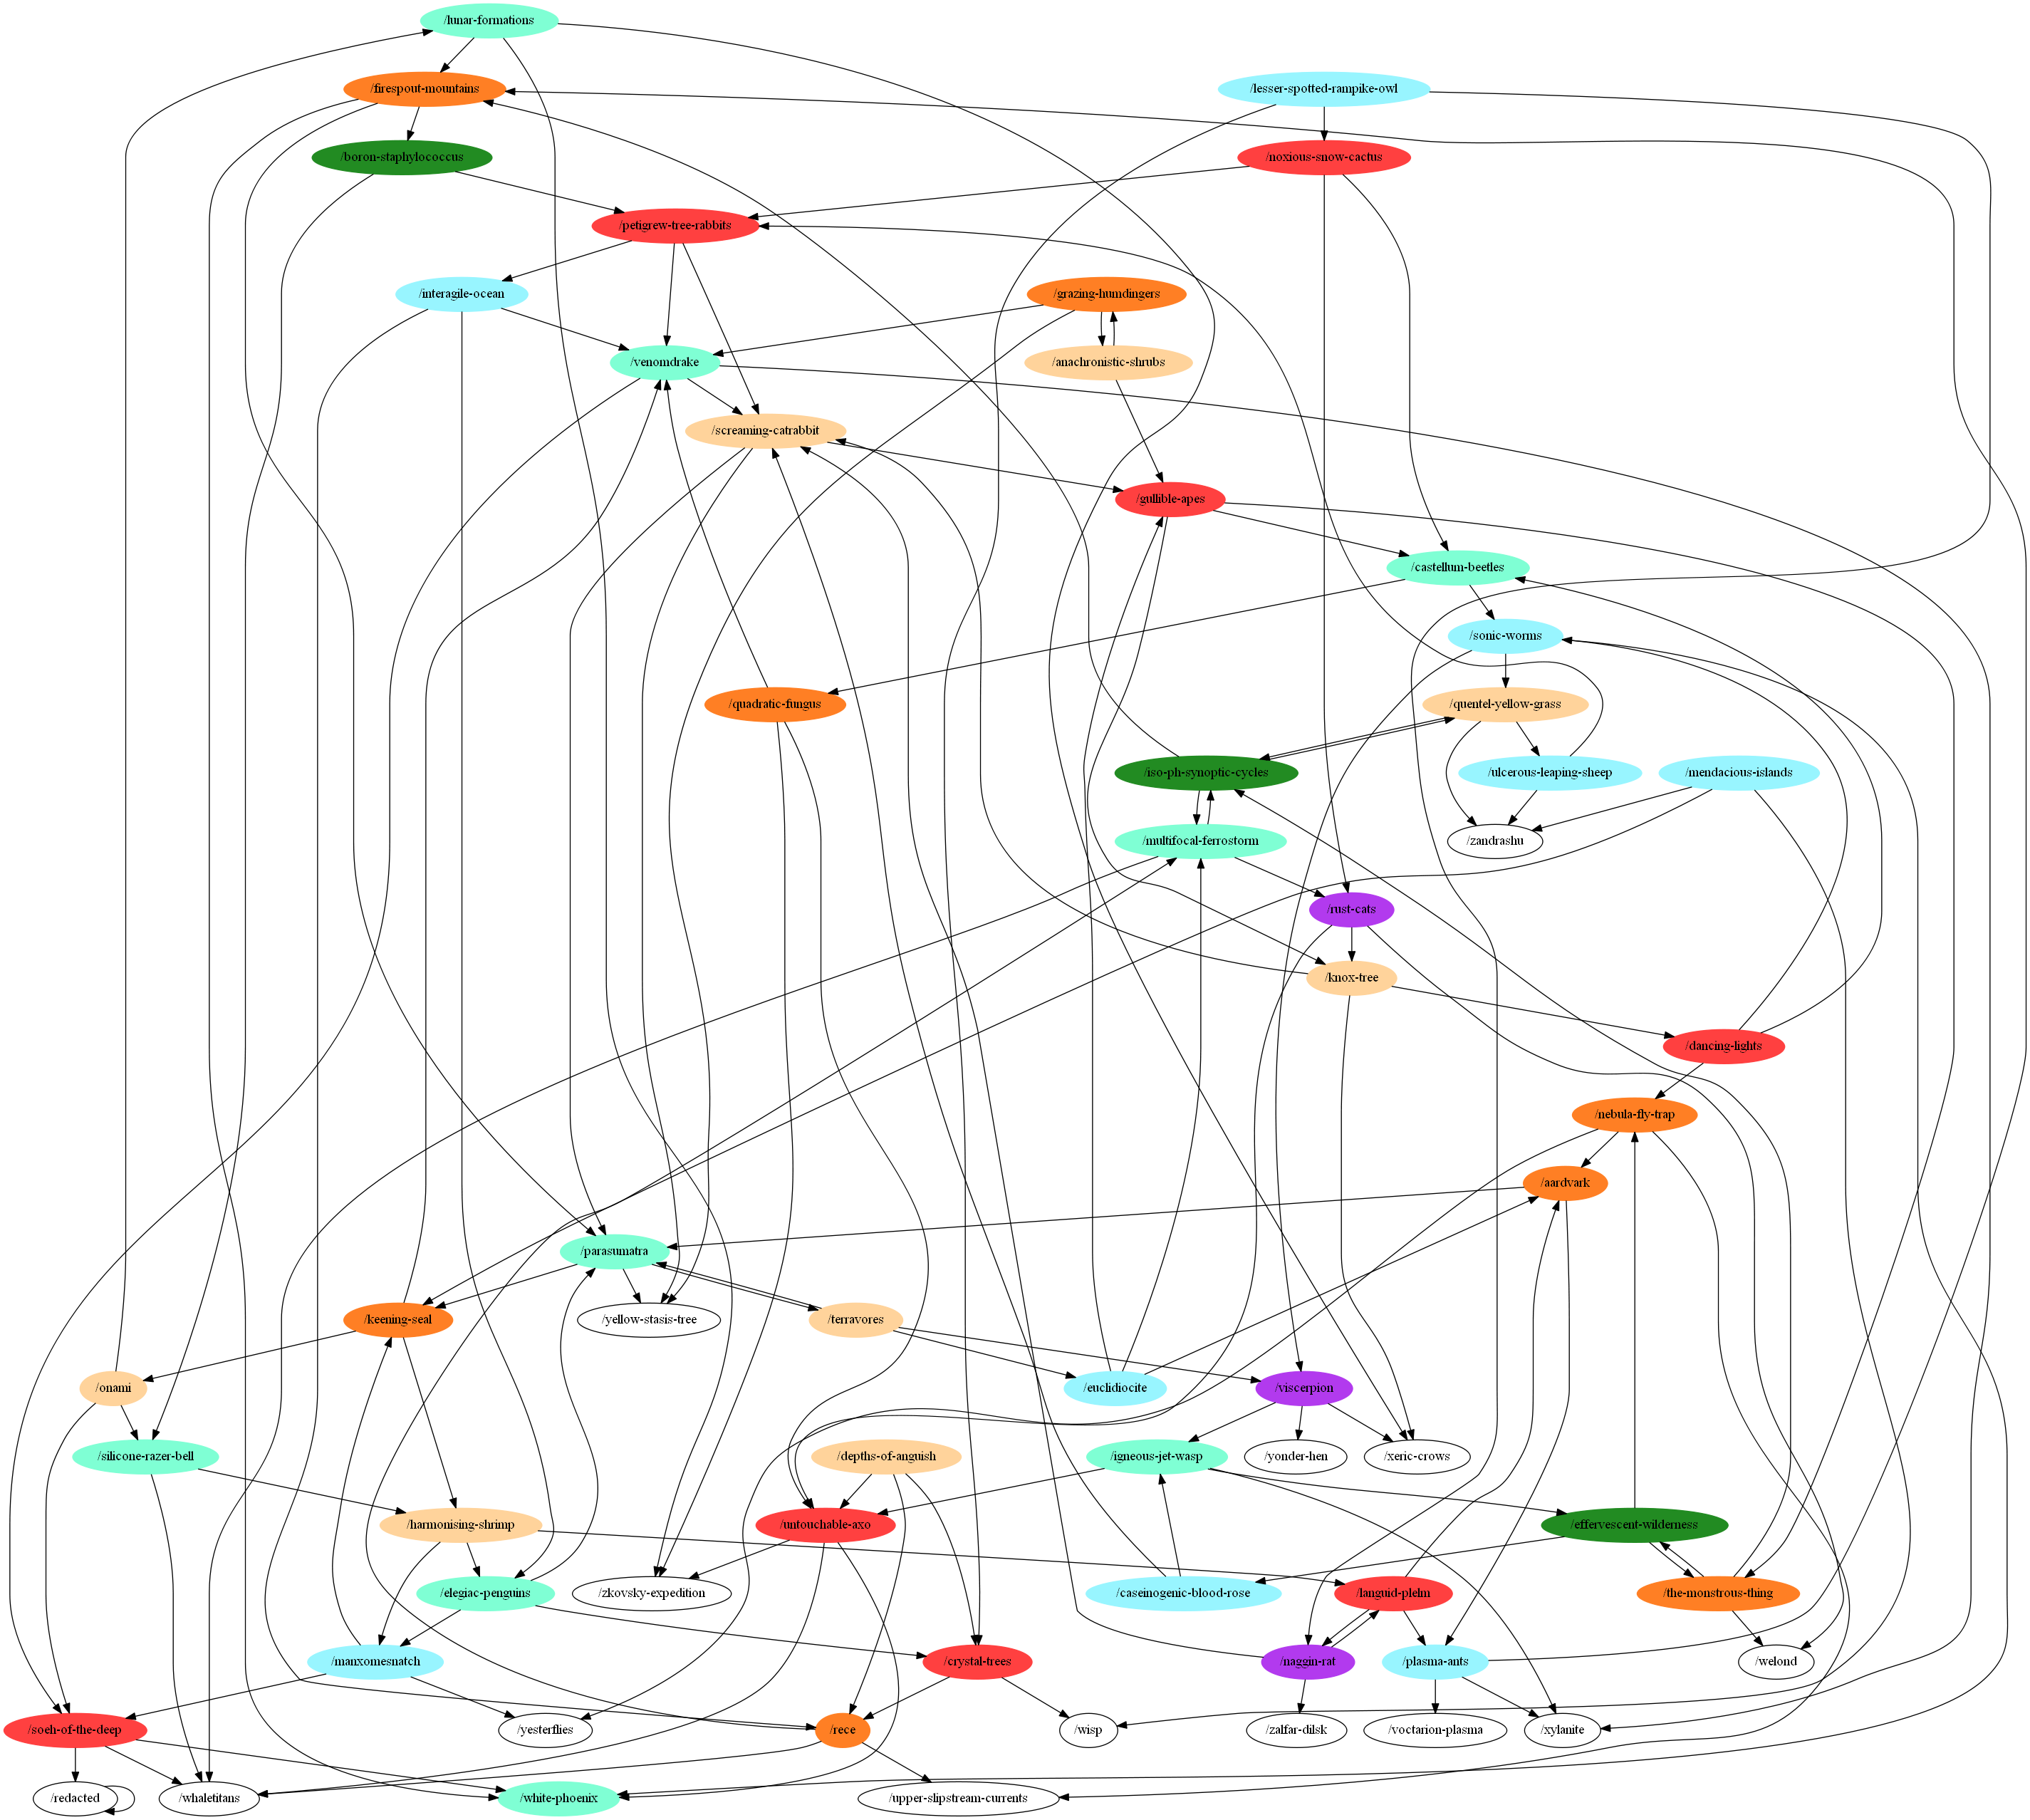 /lunar-formations
/firespout-mountains
/lesser-spotted-rampike-owl
/boron-staphylococcus
/noxious-snow-cactus
/petigrew-tree-rabbits
/interagile-ocean
/grazing-humdingers
/venomdrake
/anachronistic-shrubs
/screaming-catrabbit
/gullible-apes
/castellum-beetles
/sonic-worms
/quadratic-fungus
/quentel-yellow-grass
/iso-ph-synoptic-cycles
/ulcerous-leaping-sheep
/mendacious-islands
/multifocal-ferrostorm
/zandrashu
/rust-cats
/knox-tree
/dancing-lights
/nebula-fly-trap
/aardvark
/parasumatra
/keening-seal
/yellow-stasis-tree
/terravores
/onami
/euclidiocite
/viscerpion
/silicone-razer-bell
/depths-of-anguish
/igneous-jet-wasp
/yonder-hen
/xeric-crows
/harmonising-shrimp
/untouchable-axo
/effervescent-wilderness
/elegiac-penguins
/zkovsky-expedition
/caseinogenic-blood-rose
/languid-plelm
/the-monstrous-thing
/manxomesnatch
/crystal-trees
/naggin-rat
/plasma-ants
/welond
/soeh-of-the-deep
/yesterflies
/rece
/wisp
/zalfar-dilsk
/voctarion-plasma
/xylanite
/redacted
/whaletitans
/white-phoenix
/upper-slipstream-currents